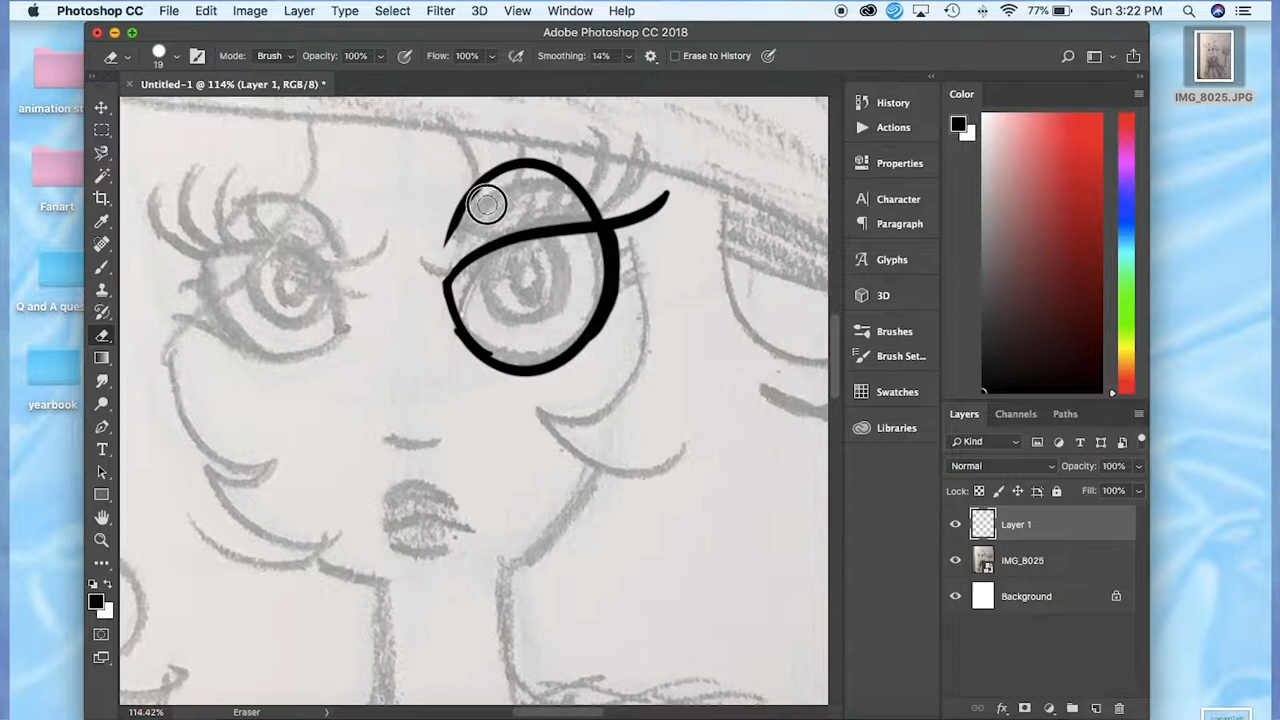 Photoshop CC File Edit Image Layer Type Select Filter 3D View Window Help 77% Sun 3:22 PM
Adobe Photoshop CC 2018
19 Mode: Brush Opacity: 100% Flow: 100% Smoothing: 14% Erase to History
Untitled-1 @ 114% (Layer 1, RGB/8) *
IMG_8025.JPG
animation st
Fanart
Q and A ques
yearbook
History
Actions
Properties
Character
Paragraph
Glyphs
3D
Brushes
Brush Set...
Swatches
Libraries
Color
Layers Channels Paths
Kind
Normal Opacity: 100%
Lock: Fill: 100%
Layer 1
IMG_8025
Background
fx
114.42% Eraser